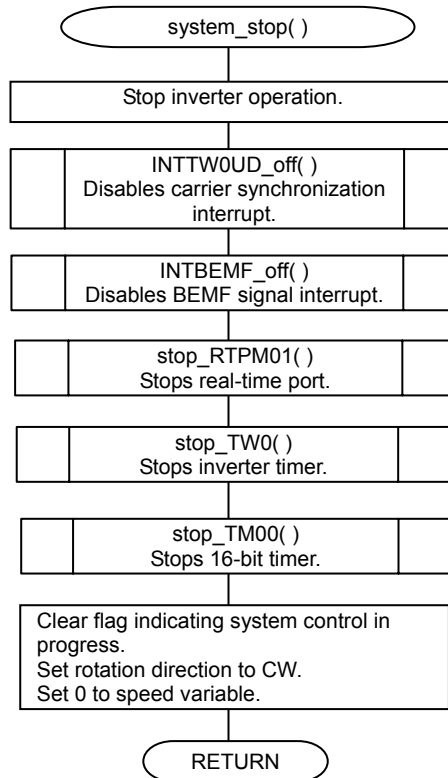 system_stop( )
Stop inverter operation.
INTTW0UD_off( )
Disables carrier synchronization
interrupt.
INTBEMF_off( )
Disables BEMF signal interrupt.
stop_RTPM01( )
Stops real-time port.
stop_TW0( )
Stops inverter timer.
stop_TM00( )
Stops 16-bit timer.
Clear flag indicating system control in
progress.
Set rotation direction to CW.
Set 0 to speed variable.
RETURN